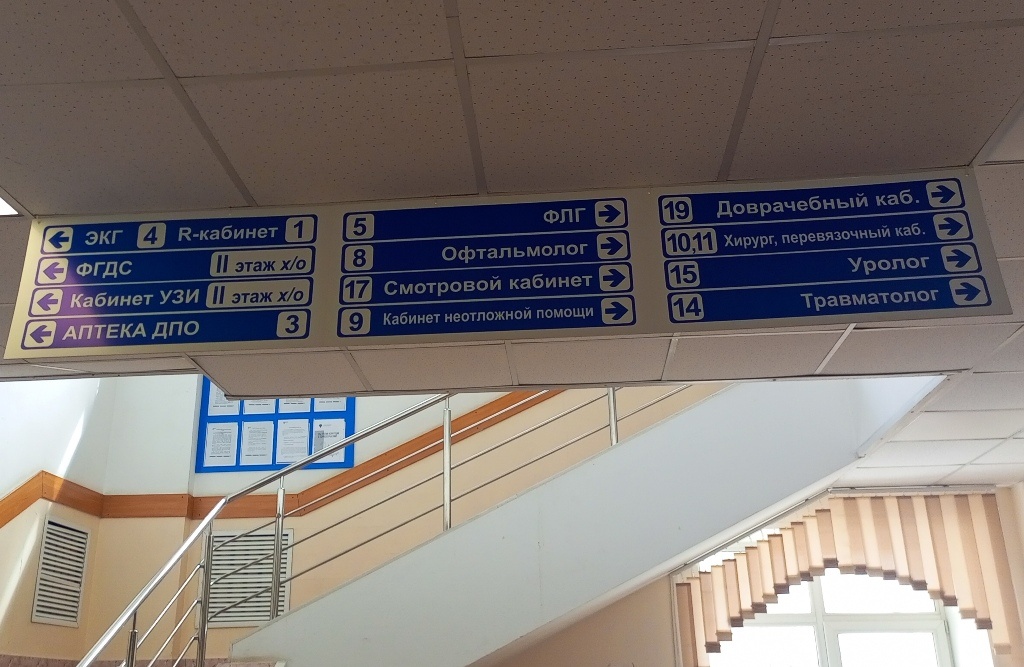 ЭКГ 4 R-кабинет 1
ФГДС II этаж х/о
Кабинет УЗИ II этаж х/о
АПТЕКА ДПО 3
5 ФЛГ
8 Офтальмолог
17 Смотровой кабинет
9 Кабинет неотложной помощи
19 Доврачебный каб.
10,11 Хирург, перевязочный каб.
15 Уролог
14 Травматолог